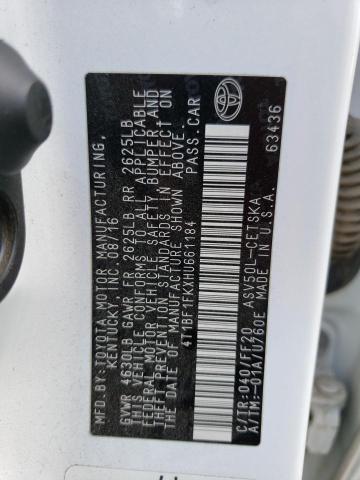 MFD. BY: TOYOTA MOTOR MANUFACTURING,
KENTUCKY, INC. 08/16
GVWR 4630LB GAWR FR 2625LB RR 2625LB
THIS VEHICLE CONFORMS TO ALL APPLICABLE
FEDERAL MOTOR VEHICLE SAFETY BUMPER AND
THEFT PREVENTION STANDARDS IN EFFECT ON
THE DATE OF MANUFACTURE SHOWN ABOVE.
4T1BF1FKXHU661184 PASS.CAR
C/TR:040/FF20 ASV50L-CETSKA
A/TM:-01A/U760E MADE IN U.S.A.
63436